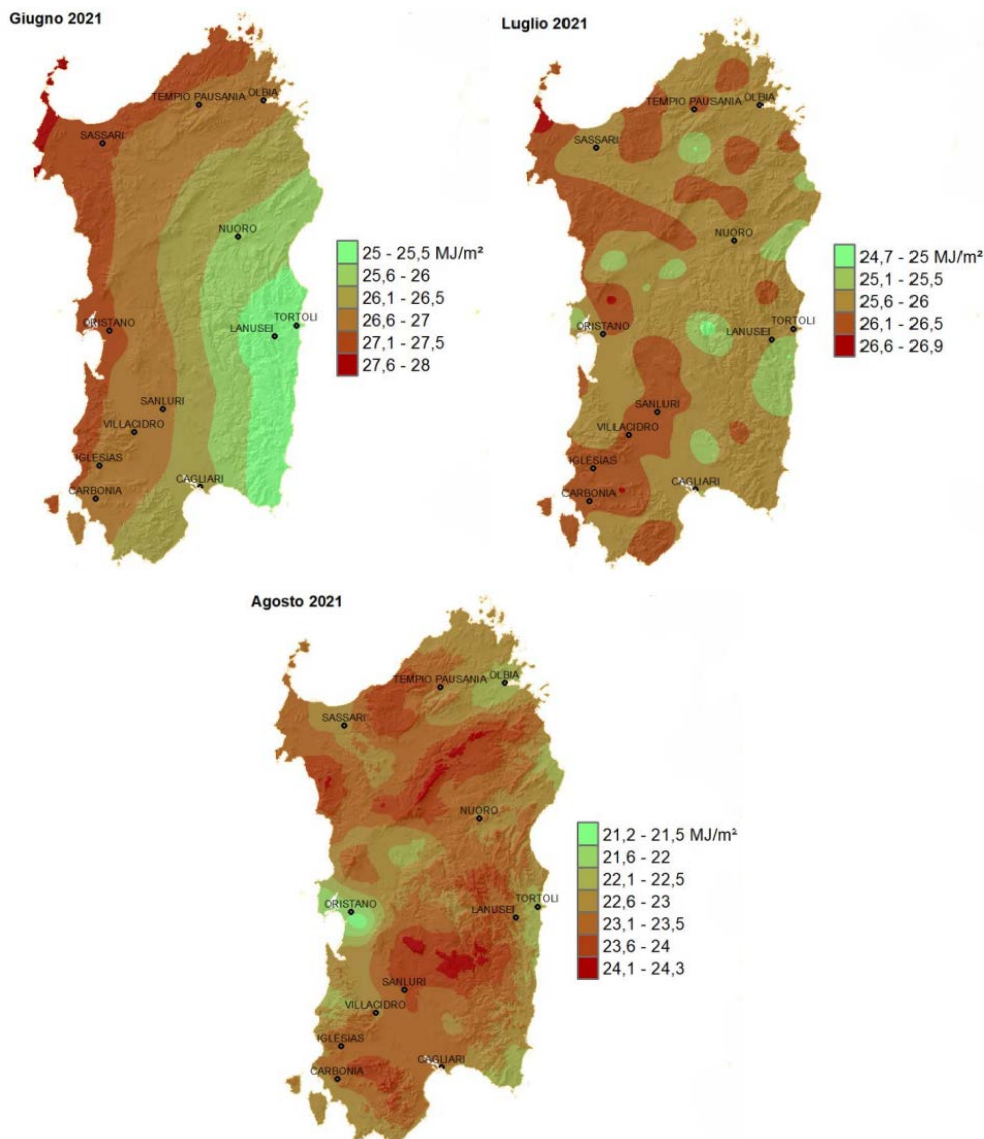 Giugno 2021
TEMPIO PAUSANIA
OLBIA
SASSARI
NUORO
ORISTANO
LANUSEI
TORTOLI
SANLURI
VILLACIDRO
IGLESIAS
CARBONIA
CAGLIARI
25 - 25,5 MJ/m²
25,6 - 26
26,1 - 26,5
26,6 - 27
27,1 - 27,5
27,6 - 28
Luglio 2021
TEMPIO PAUSANIA
OLBIA
SASSARI
NUORO
ORISTANO
LANUSEI
TORTOLI
SANLURI
VILLACIDRO
IGLESIAS
CARBONIA
CAGLIARI
24,7 - 25 MJ/m²
25,1 - 25,5
25,6 - 26
26,1 - 26,5
26,6 - 26,9
Agosto 2021
TEMPIO PAUSANIA
OLBIA
SASSARI
NUORO
ORISTANO
LANUSEI
TORTOLI
SANLURI
VILLACIDRO
IGLESIAS
CARBONIA
CAGLIARI
21,2 - 21,5 MJ/m²
21,6 - 22
22,1 - 22,5
22,6 - 23
23,1 - 23,5
23,6 - 24
24,1 - 24,3